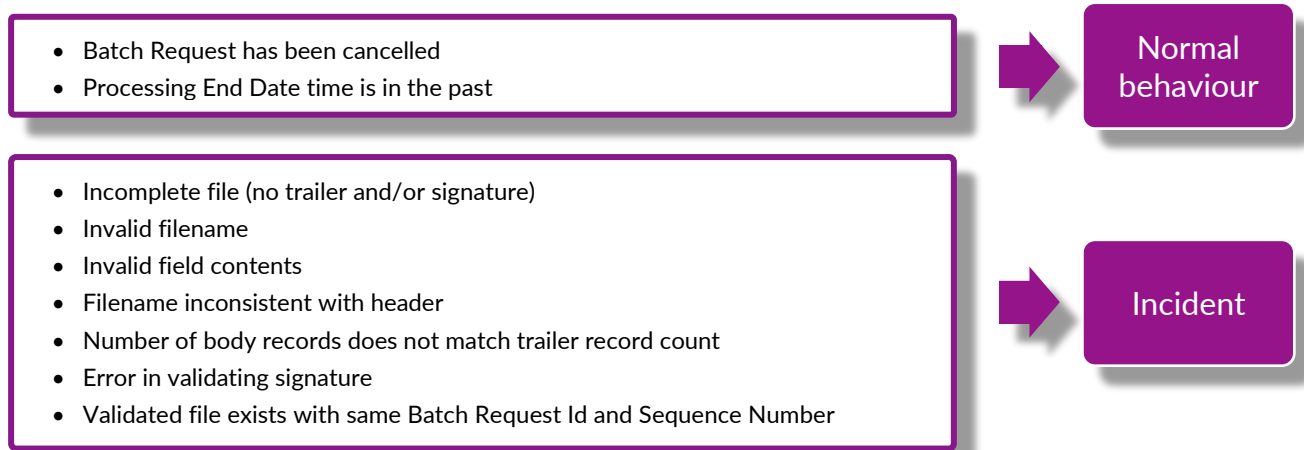 • Batch Request has been cancelled
• Processing End Date time is in the past
Normal
behaviour
• Incomplete file (no trailer and/or signature)
• Invalid filename
• Invalid field contents
• Filename inconsistent with header
• Number of body records does not match trailer record count
• Error in validating signature
• Validated file exists with same Batch Request Id and Sequence Number
Incident